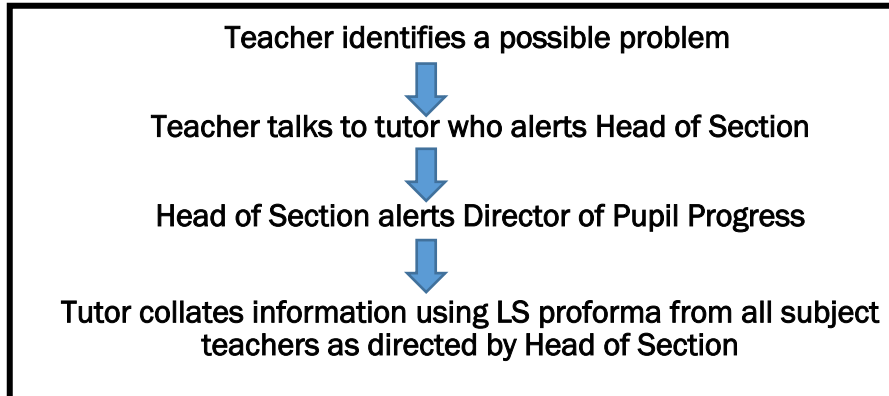 Teacher identifies a possible problem
Teacher talks to tutor who alerts Head of Section
Head of Section alerts Director of Pupil Progress
Tutor collates information using LS proforma from all subject
teachers as directed by Head of Section